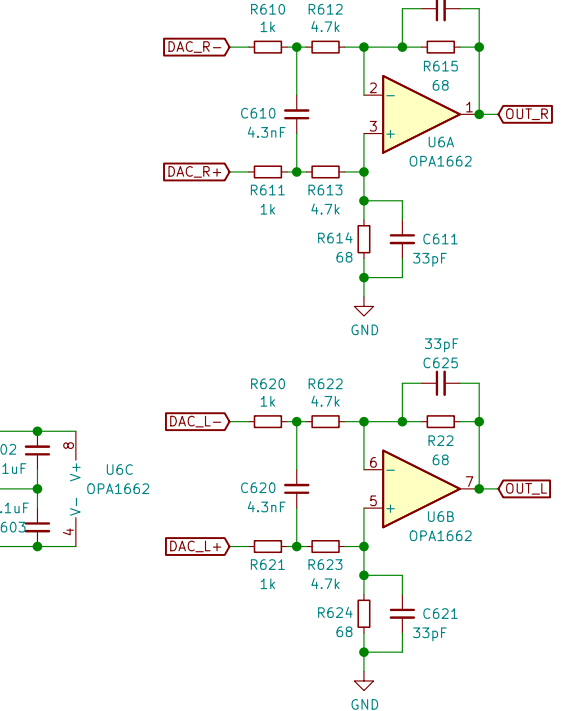 R610 R612
1k 4.7k
DAC_R-
R615
68
2
C610
4.3nF
1
OUT_R
3
U6A
OPA1662
DAC_R+
R611 R613
1k 4.7k
R614
68
C611
33pF
GND
33pF
C625
R620 R622
1k 4.7k
DAC_L-
R22
68
02
1uF
8
V+
U6C
OPA1662
6
C620
4.3nF
7
OUT_L
.1uF
603
V-
4
5
U6B
OPA1662
DAC_L+
R621 R623
1k 4.7k
R624
68
C621
33pF
GND